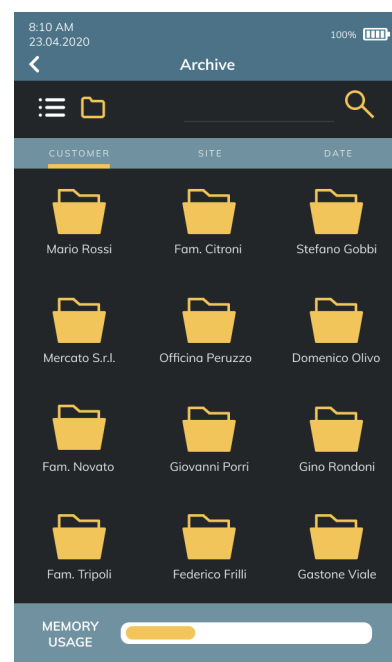 8:10 AM
100%
23.04.2020
Archive
CUSTOMER SITE DATE
Mario Rossi Fam. Citroni Stefano Gobbi
Mercato S.r.l. Officina Peruzzo Domenico Olivo
Fam. Novato Giovanni Porri Gino Rondoni
Fam. Tripoli Federico Frilli Gastone Viale
MEMORY
USAGE